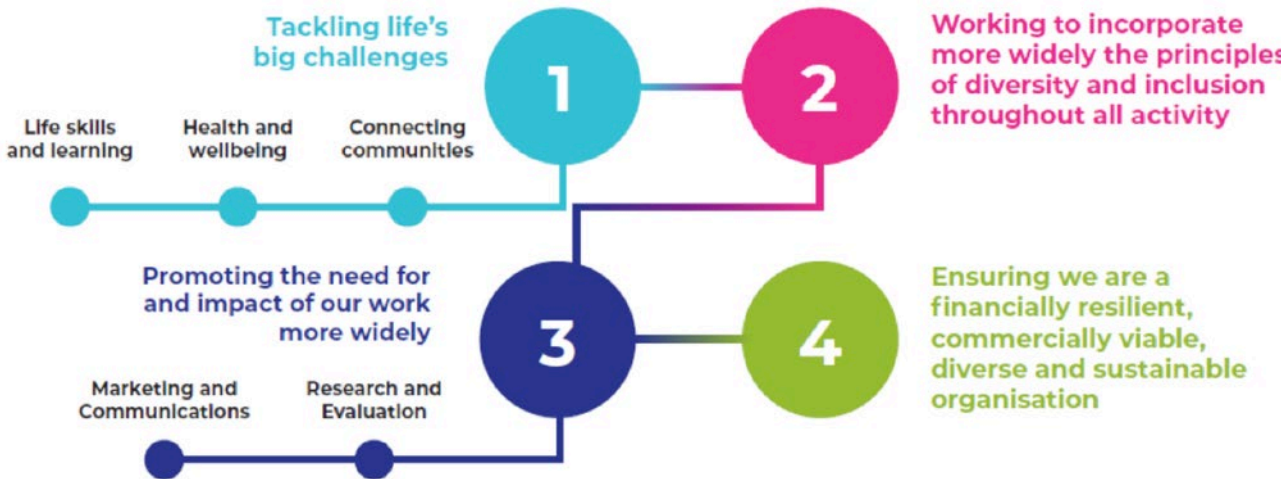 Tackling life's
big challenges
1
2
Working to incorporate
more widely the principles
of diversity and inclusion
throughout all activity
Life skills
and learning
Health and
wellbeing
Connecting
communities
Promoting the need for
and impact of our work
more widely
3
4
Ensuring we are a
financially resilient,
commercially viable,
diverse and sustainable
organisation
Marketing and
Communications
Research and
Evaluation